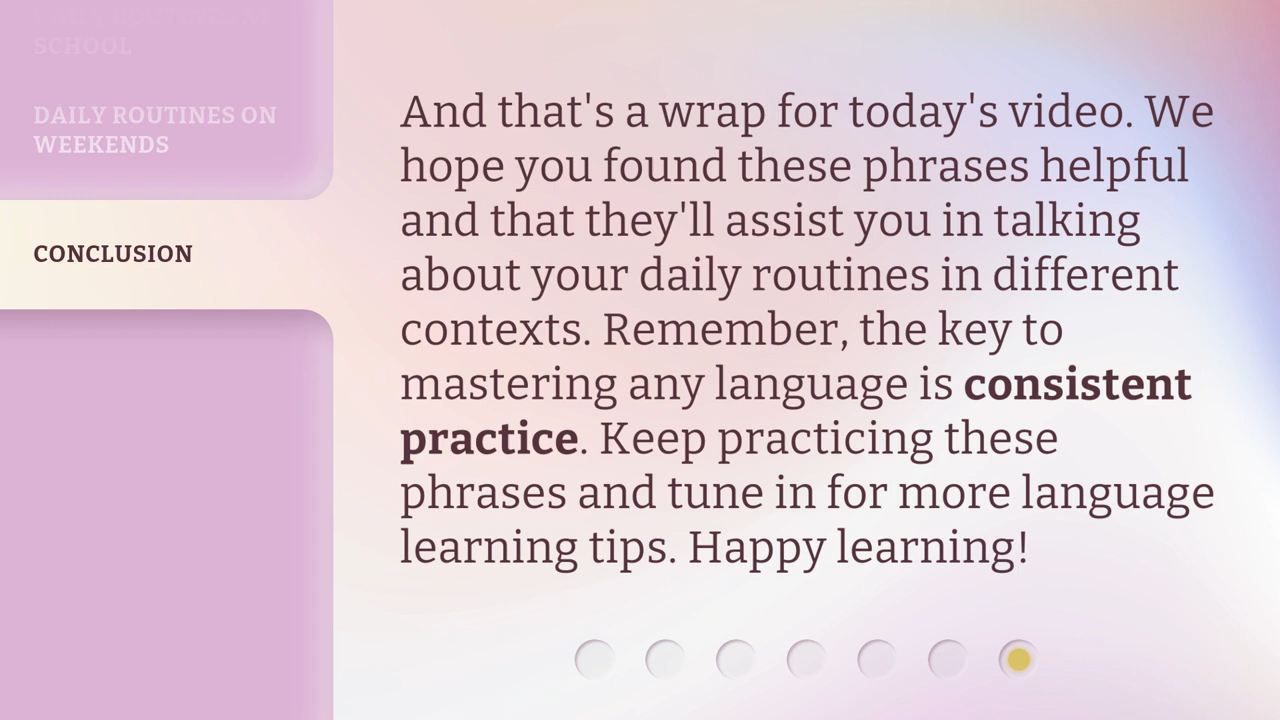 SCHOOL
DAILY ROUTINES ON
WEEKENDS
CONCLUSION
And that's a wrap for today's video. We
hope you found these phrases helpful
and that they'll assist you in talking
about your daily routines in different
contexts. Remember, the key to
mastering any language is consistent
practice. Keep practicing these
phrases and tune in for more language
learning tips. Happy learning!